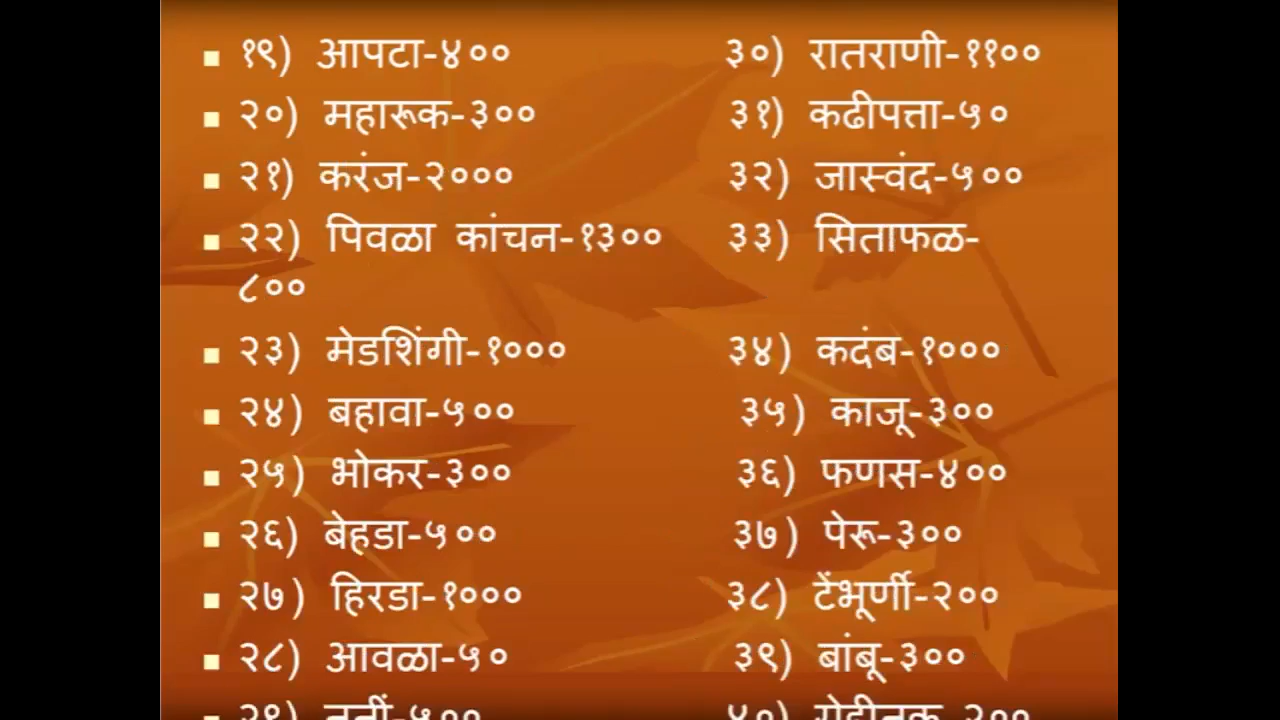 १९) आपटा-४०० ३०) रातराणी-११००
२०) महारूक-३०० ३१) कढीपत्ता-५०
२१) करंज-२००० ३२) जास्वंद-५००
२२) पिवळा कांचन-१३०० ३३) सिताफळ-
८००
२३) मेडशिंगी-१००० ३४) कदंब-१०००
२४) बहावा-५०० ३५) काजू-३००
२५) भोकर-३०० ३६) फणस-४००
२६) बेहडा-५०० ३७) पेरू-३००
२७) हिरडा-१००० ३८) टेंभूर्णी-२००
२८) आवळा-५० ३९) बांबू-३००